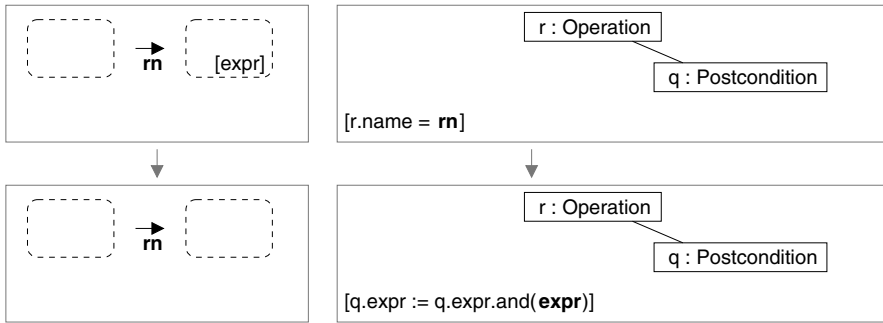 rn
[expr]
r : Operation
q : Postcondition
[r.name = rn]
rn
r : Operation
q : Postcondition
[q.expr := q.expr.and(expr)]